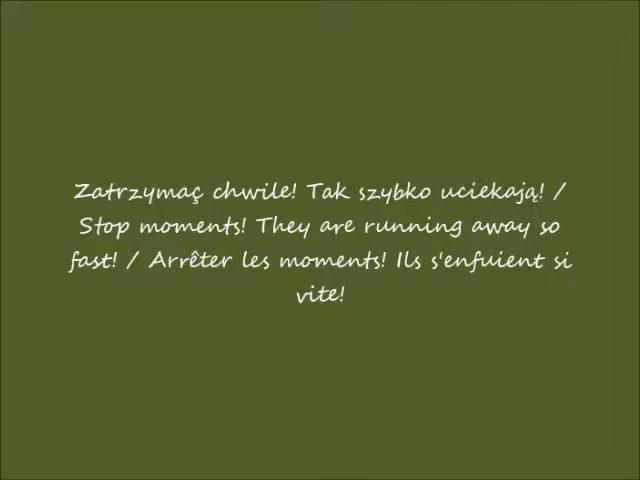 Zatrzymaç chwile! Tak szybko uciekają! /
Stop moments! They are running away so
fast! / Arrêter les moments! Ils s'enfuient si
vite!